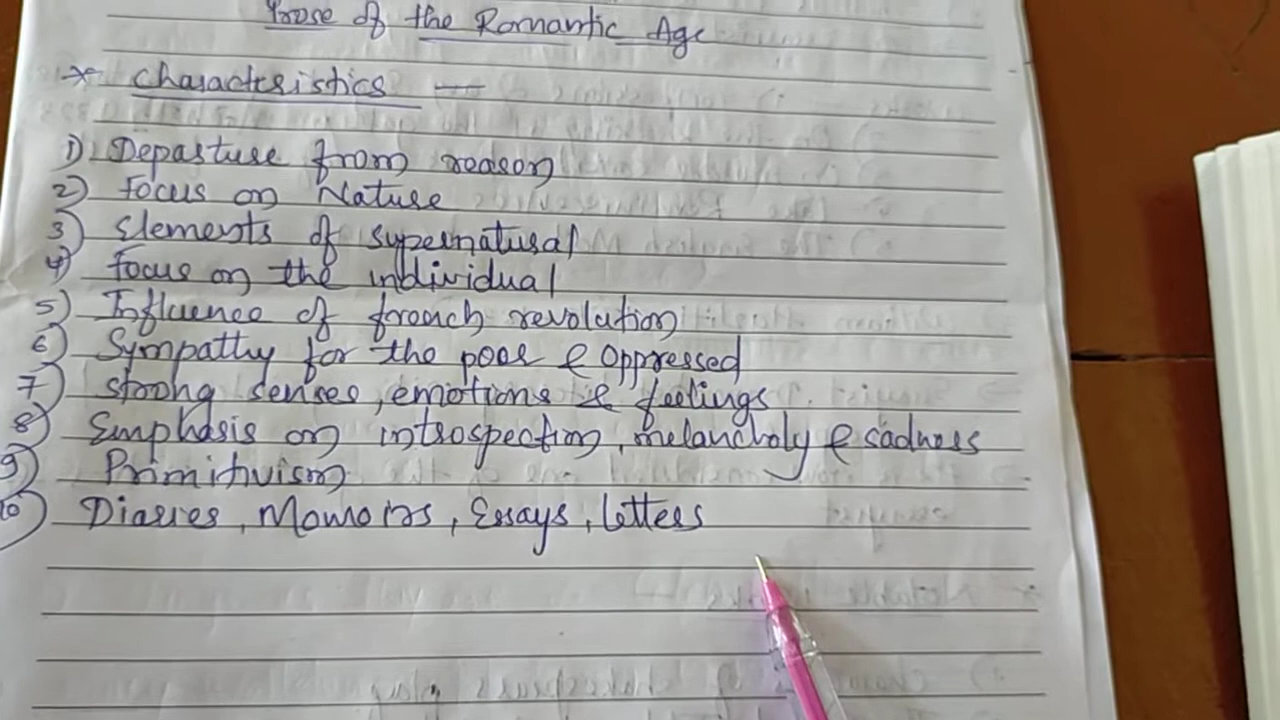 Prose of the Romantic Age
* Characteristics —
1) Departure from reason
2) Focus on Nature
3) Elements of supernatural
4) Focus on the individual
5) Influence of french revolution
6) Sympathy for the poor & oppressed
7) strong senses, emotions & feelings
8) Emphasis on introspection, melancholy & sadness
9) Primitivism
10) Diaries, Momoirs, Essays, letters